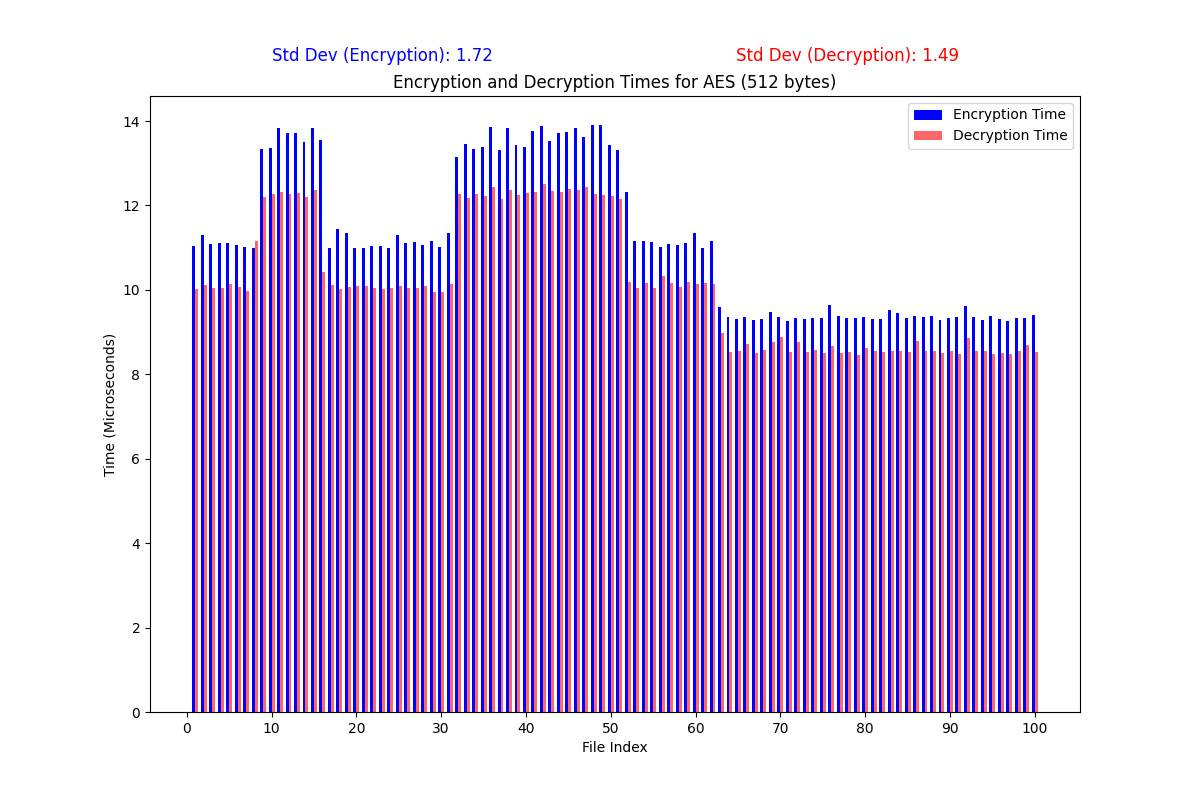 Std Dev (Encryption): 1.72
Std Dev (Decryption): 1.49
Encryption and Decryption Times for AES (512 bytes)
Encryption Time
Decryption Time
14
12
10
8
6
4
2
0
Time (Microseconds)
0 10 20 30 40 50 60 70 80 90 100
File Index